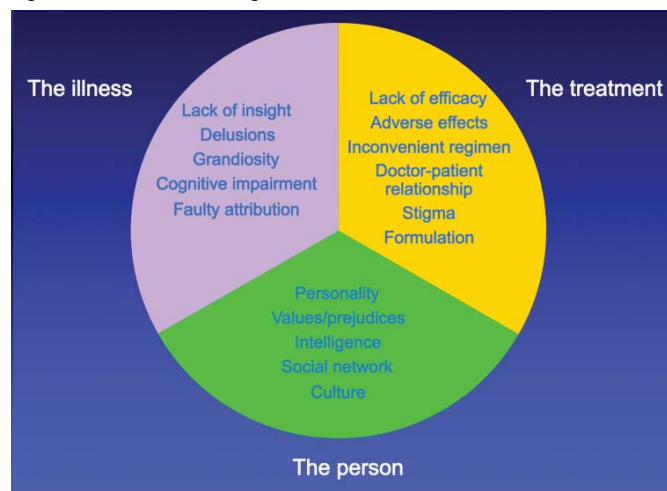 The illness
Lack of insight
Delusions
Grandiosity
Cognitive impairment
Faulty attribution
The treatment
Lack of efficacy
Adverse effects
Inconvenient regimen
Doctor-patient
relationship
Stigma
Formulation
Personality
Values/prejudices
Intelligence
Social network
Culture
The person